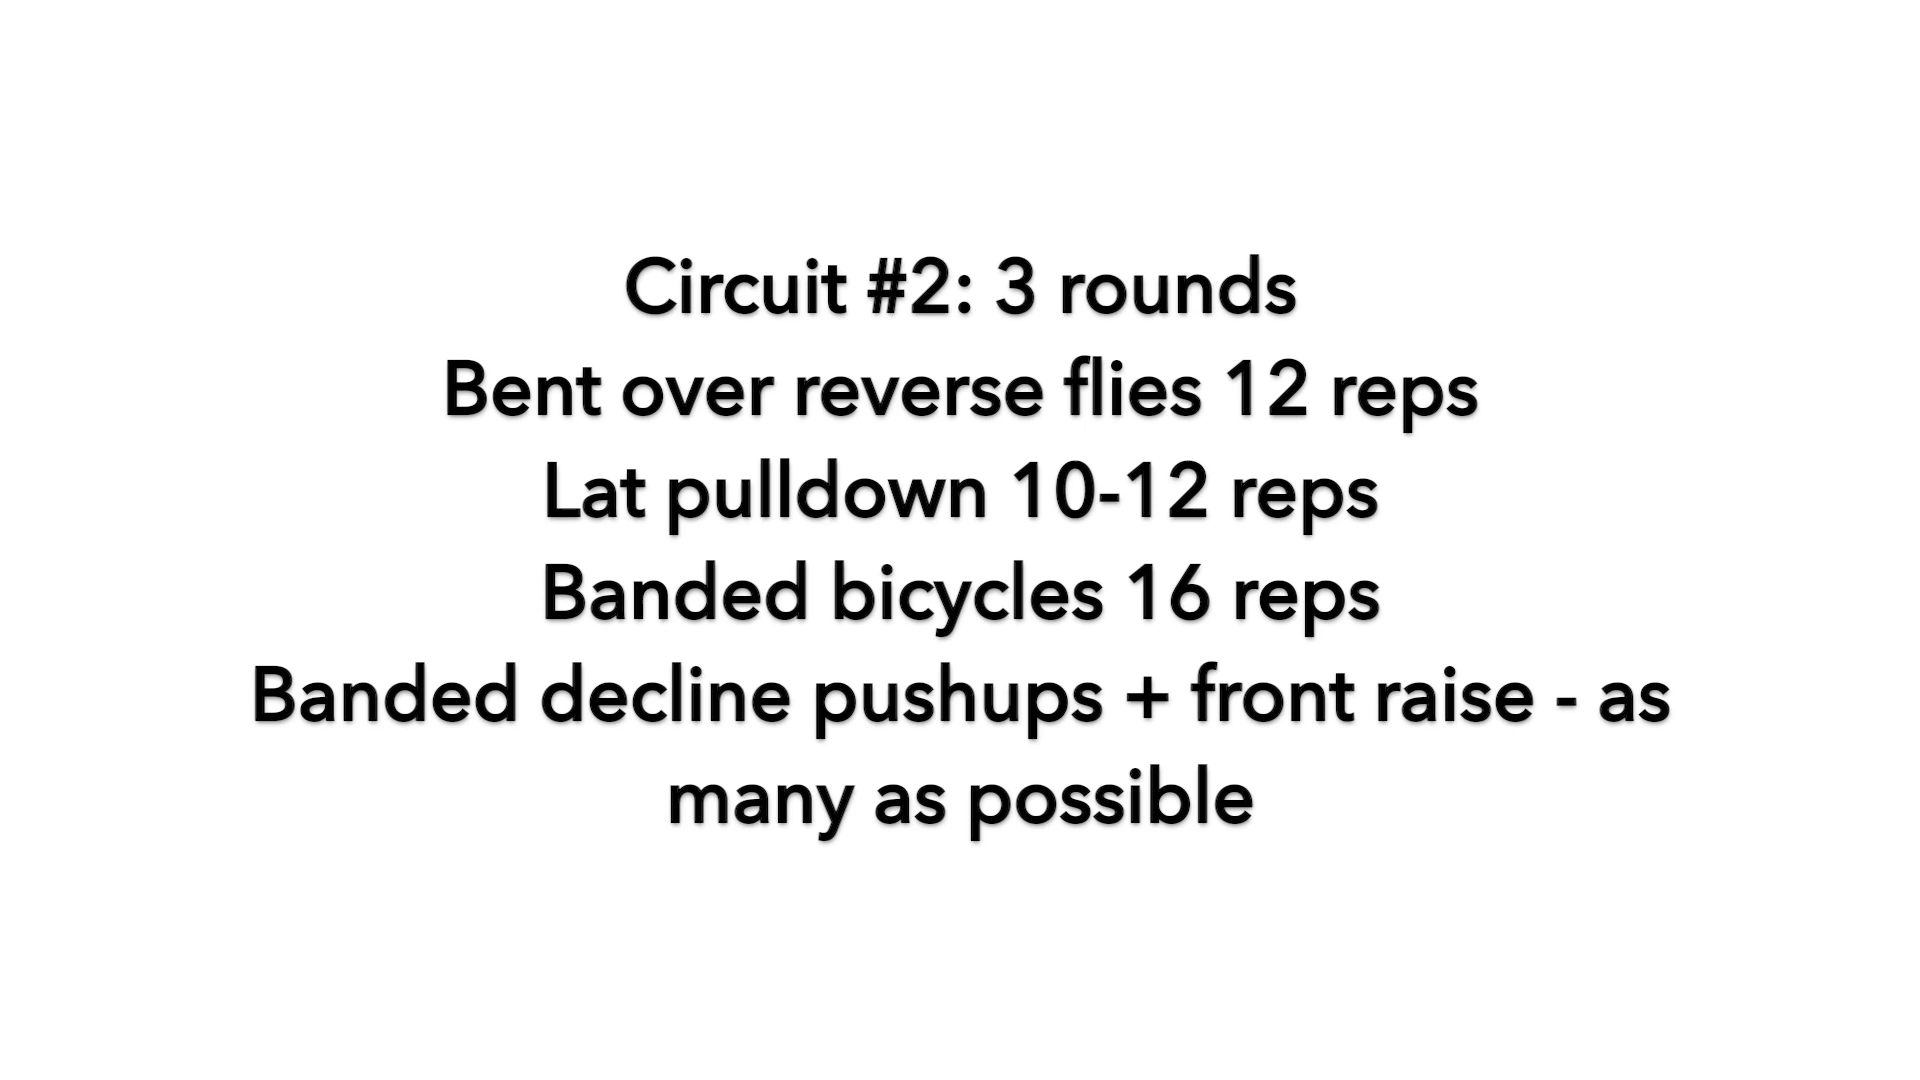 Circuit #2: 3 rounds
Bent over reverse flies 12 reps
Lat pulldown 10-12 reps
Banded bicycles 16 reps
Banded decline pushups + front raise - as
many as possible